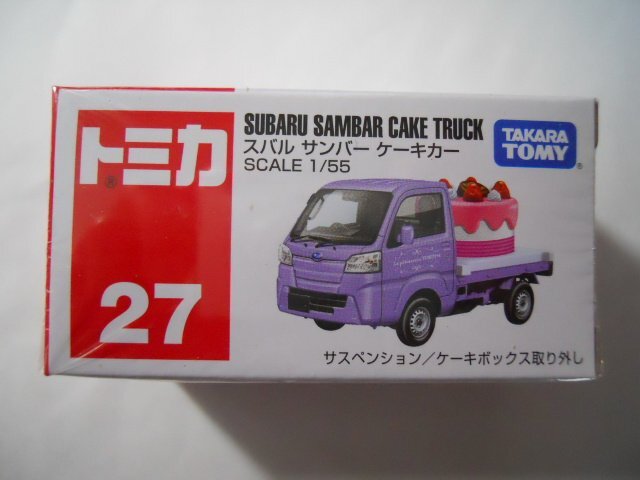 トミカ
®
27
SUBARU SAMBAR CAKE TRUCK
スバル サンバー ケーキカー
SCALE 1/55
TAKARA
TOMY
®
サスペンション/ケーキボックス取り外し